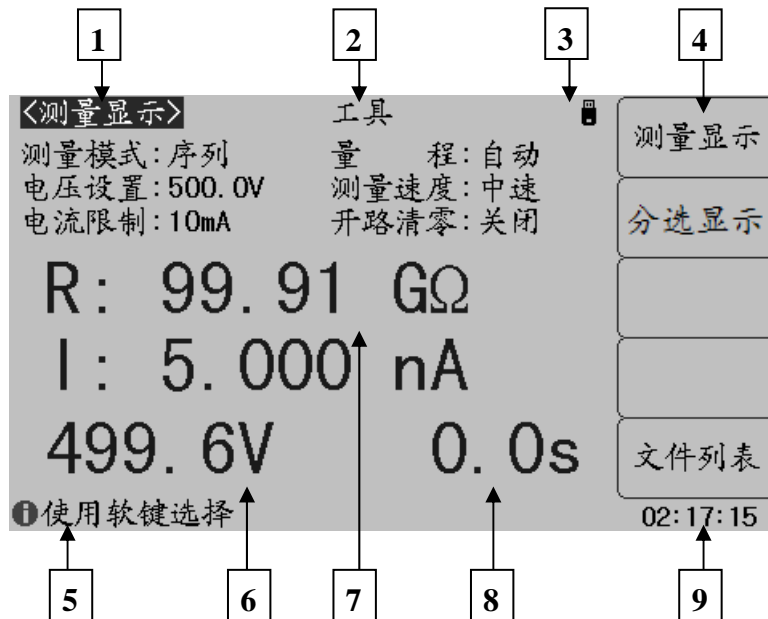 1 2 3 4
<测量显示> 工具 测量显示
测量模式:序列 量 程:自动
电压设置:500.0V 测量速度:中速
电流限制:10mA 开路清零:关闭 分选显示
R: 99.91 GΩ
I: 5.000 nA
499.6V 0.0s 文件列表
使用软键选择 02:17:15
5 6 7 8 9